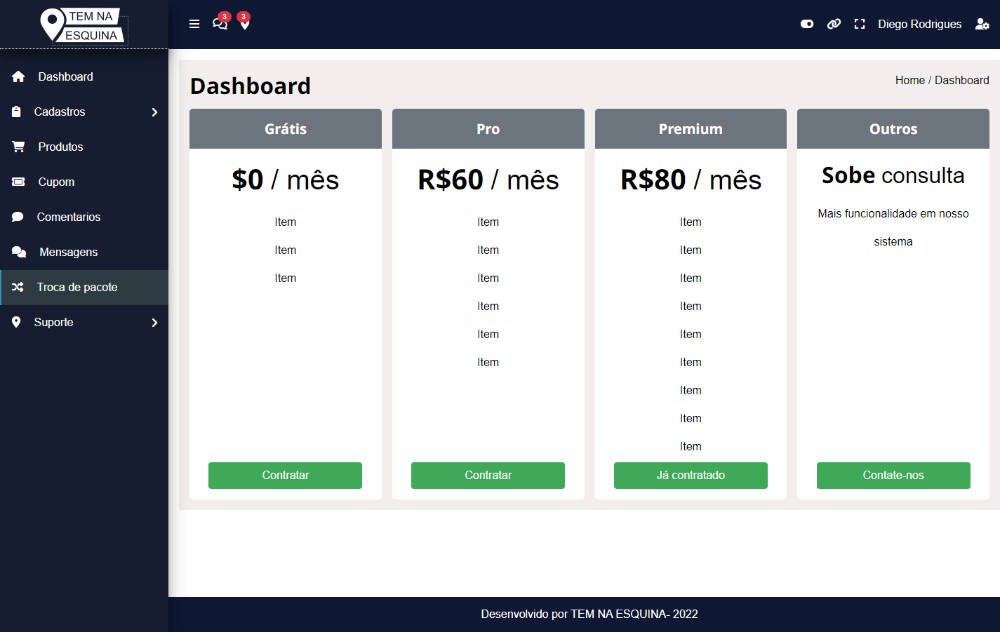 TEM NA
ESQUINA
3
3
Diego Rodrigues
Dashboard
Cadastros
Produtos
Cupom
Comentarios
Mensagens
Troca de pacote
Suporte
Dashboard
Home / Dashboard
Grátis
$0 / mês
Item
Item
Item
Contratar
Pro
R$60 / mês
Item
Item
Item
Item
Item
Item
Contratar
Premium
R$80 / mês
Item
Item
Item
Item
Item
Item
Item
Item
Item
Já contratado
Outros
Sobe consulta
Mais funcionalidade em nosso
sistema
Contate-nos
Desenvolvido por TEM NA ESQUINA- 2022